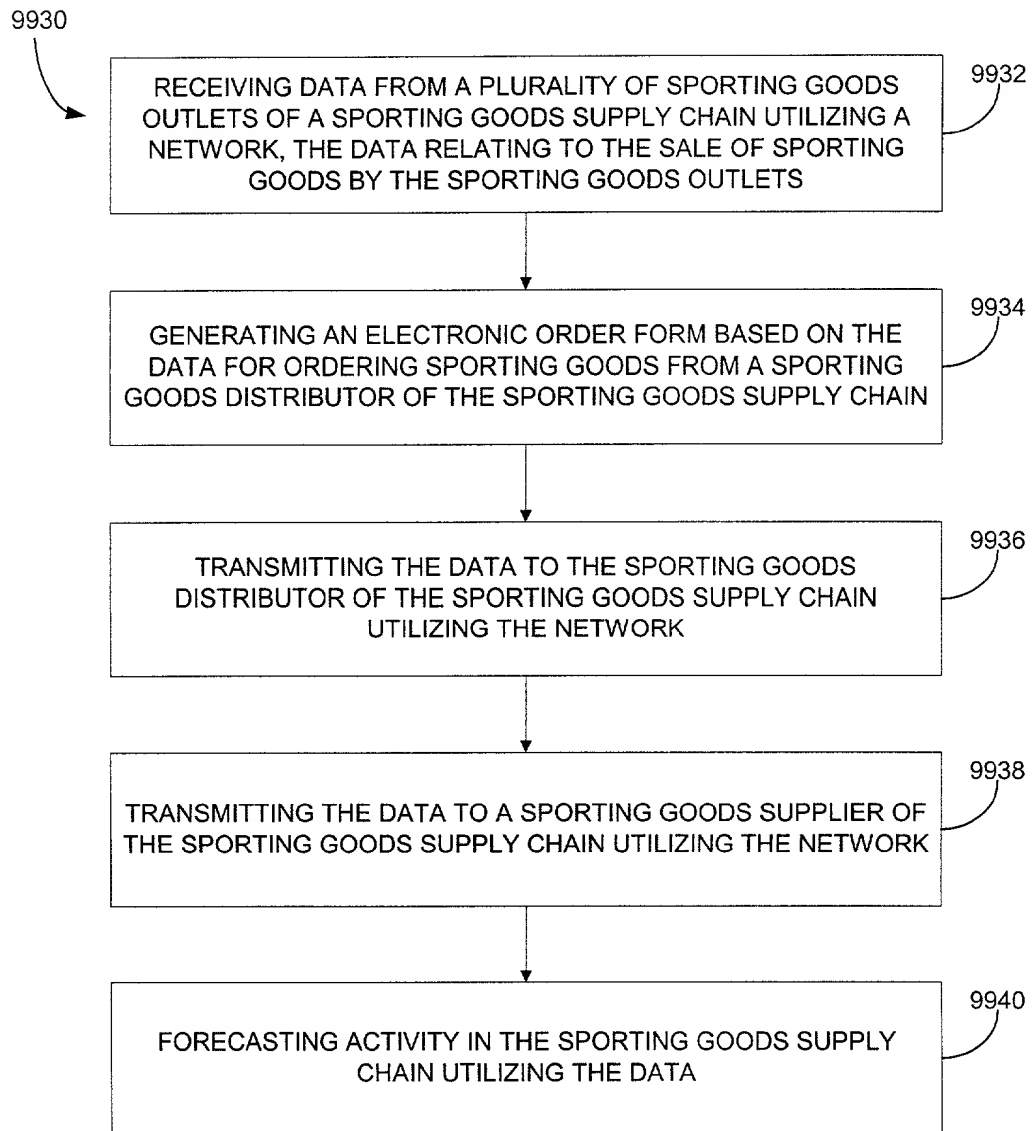 9930
9932
RECEIVING DATA FROM A PLURALITY OF SPORTING GOODS
OUTLETS OF A SPORTING GOODS SUPPLY CHAIN UTILIZING A
NETWORK, THE DATA RELATING TO THE SALE OF SPORTING
GOODS BY THE SPORTING GOODS OUTLETS
9934
GENERATING AN ELECTRONIC ORDER FORM BASED ON THE
DATA FOR ORDERING SPORTING GOODS FROM A SPORTING
GOODS DISTRIBUTOR OF THE SPORTING GOODS SUPPLY CHAIN
9936
TRANSMITTING THE DATA TO THE SPORTING GOODS
DISTRIBUTOR OF THE SPORTING GOODS SUPPLY CHAIN
UTILIZING THE NETWORK
9938
TRANSMITTING THE DATA TO A SPORTING GOODS SUPPLIER OF
THE SPORTING GOODS SUPPLY CHAIN UTILIZING THE NETWORK
9940
FORECASTING ACTIVITY IN THE SPORTING GOODS SUPPLY
CHAIN UTILIZING THE DATA